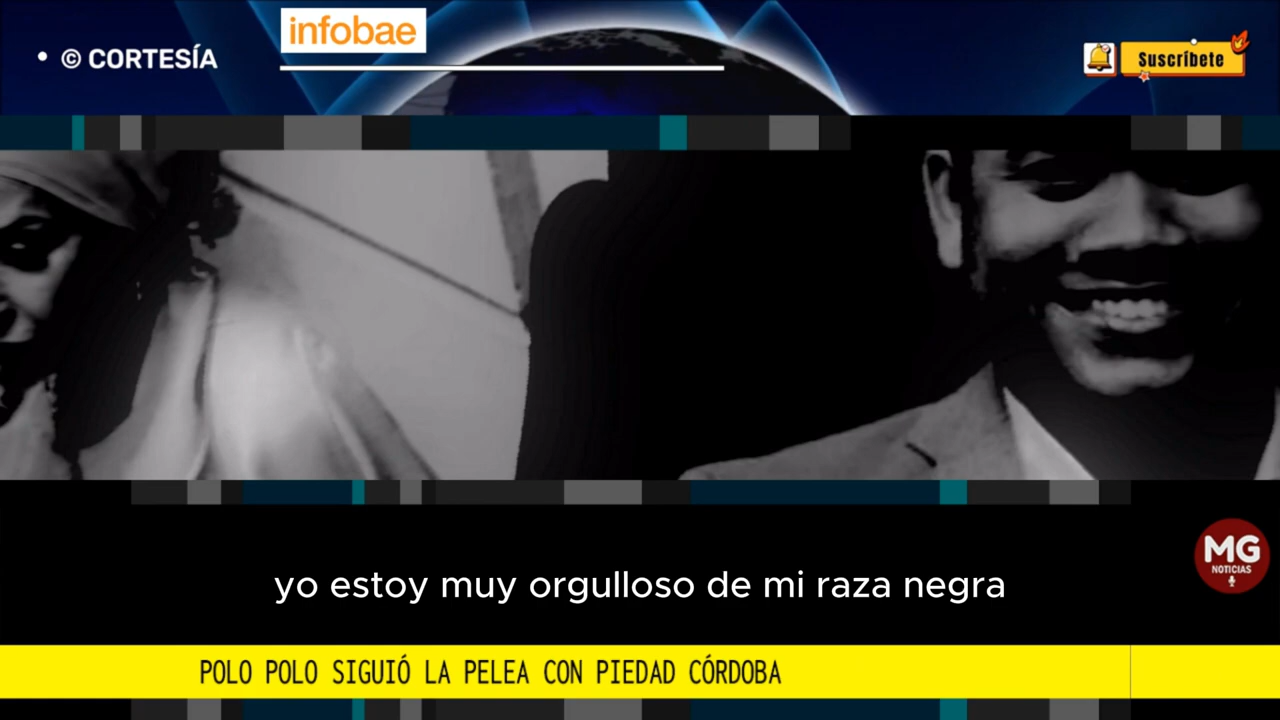 infobae
• © CORTESÍA
Suscríbete
yo estoy muy orgulloso de mi raza negra
MG
NOTICIAS
POLO POLO SIGUIÓ LA PELEA CON PIEDAD CÓRDOBA